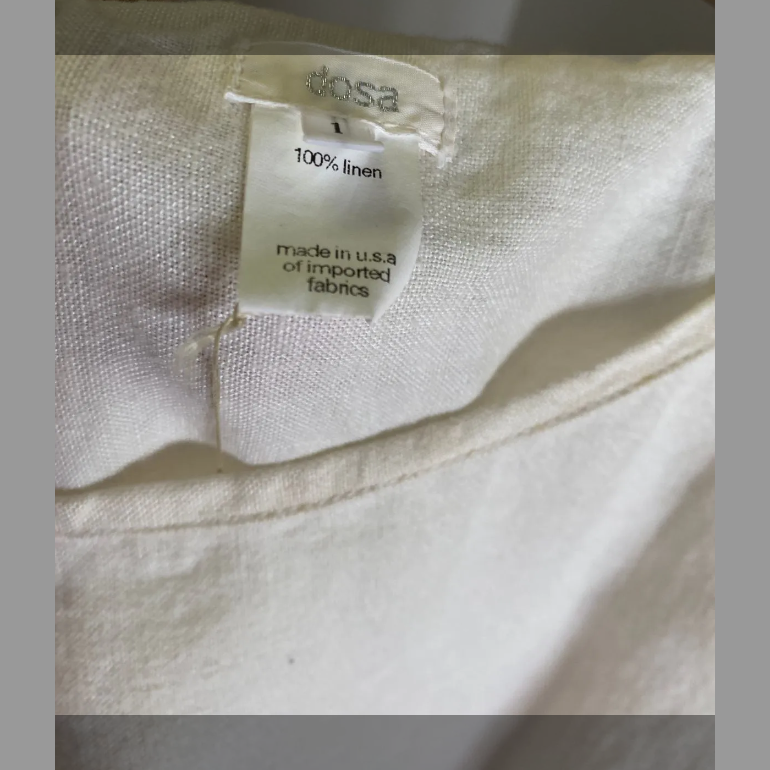 dosa
1
100% linen
made in u.s.a
of imported
fabrics